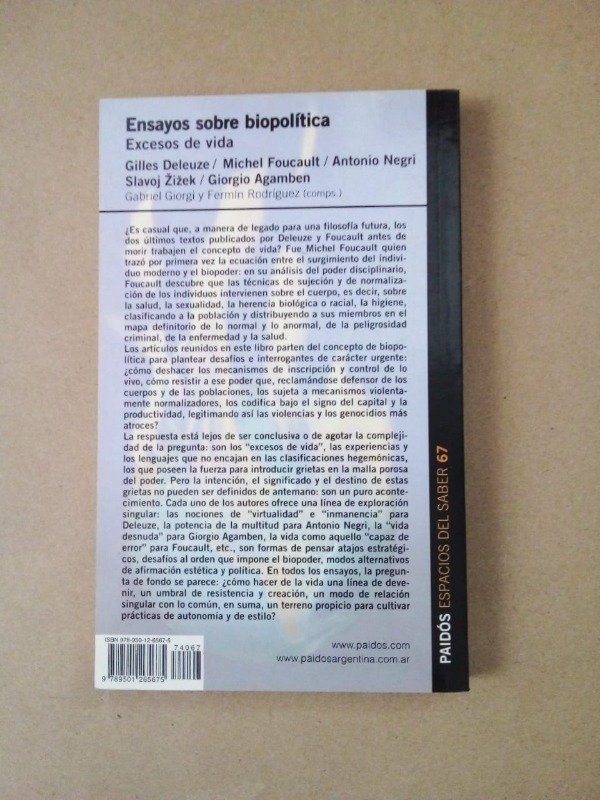 Ensayos sobre biopolítica
Excesos de vida
Gilles Deleuze / Michel Foucault / Antonio Negri
Slavoj Žižek / Giorgio Agamben
Gabriel Giorgi y Fermín Rodríguez (comps.)
¿Es casual que, a manera de legado para una filosofía futura, los
dos últimos textos publicados por Deleuze y Foucault antes de
morir trabajen el concepto de vida? Fue Michel Foucault quien
trazó por primera vez la ecuación entre el surgimiento del indivi-
duo moderno y el biopoder: en su análisis del poder disciplinario,
Foucault descubre que las técnicas de sujeción y de normaliza-
ción de los individuos intervienen sobre el cuerpo, es decir, sobre
la salud, la sexualidad, la herencia biológica o racial, la higiene,
clasificando a la población y distribuyendo a sus miembros en el
mapa definitorio de lo normal y lo anormal, de la peligrosidad
criminal, de la enfermedad y la salud.
Los artículos reunidos en este libro parten del concepto de biopo-
lítica para plantear desafíos e interrogantes de carácter urgente:
¿cómo deshacer los mecanismos de inscripción y control de lo
vivo, cómo resistir a ese poder que, reclamándose defensor de los
cuerpos y de las poblaciones, los sujeta a mecanismos violenta-
mente normalizadores, los codifica bajo el signo del capital y la
productividad, legitimando así las violencias y los genocidios más
atroces?
La respuesta está lejos de ser conclusiva o de agotar la compleji-
dad de la pregunta: son los "excesos de vida", las experiencias y
los lenguajes que no encajan en las clasificaciones hegemónicas,
los que poseen la fuerza para introducir grietas en la malla porosa
del poder. Pero la intención, el significado y el destino de estas
grietas no pueden ser definidos de antemano: son un puro aconte-
cimiento. Cada uno de los autores ofrece una línea de exploración
singular: las nociones de "virtualidad" e "inmanencia" para
Deleuze, la potencia de la multitud para Antonio Negri, la "vida
desnuda" para Giorgio Agamben, la vida como aquello "capaz de
error" para Foucault, etc., son formas de pensar atajos estratégi-
cos, desafíos al orden que impone el biopoder, modos alternativos
de afirmación estética y política. En todos los ensayos, la pregun-
ta de fondo se parece: ¿cómo hacer de la vida una línea de deve-
nir, un umbral de resistencia y creación, un modo de relación
singular con lo común, en suma, un terreno propicio para cultivar
prácticas de autonomía y de estilo?
www.paidos.com
www.paidosargentina.com.ar
ISBN 978-950-12-6567-5
74067
9 789501 265675
PAIDÓS ESPACIOS DEL SABER 67